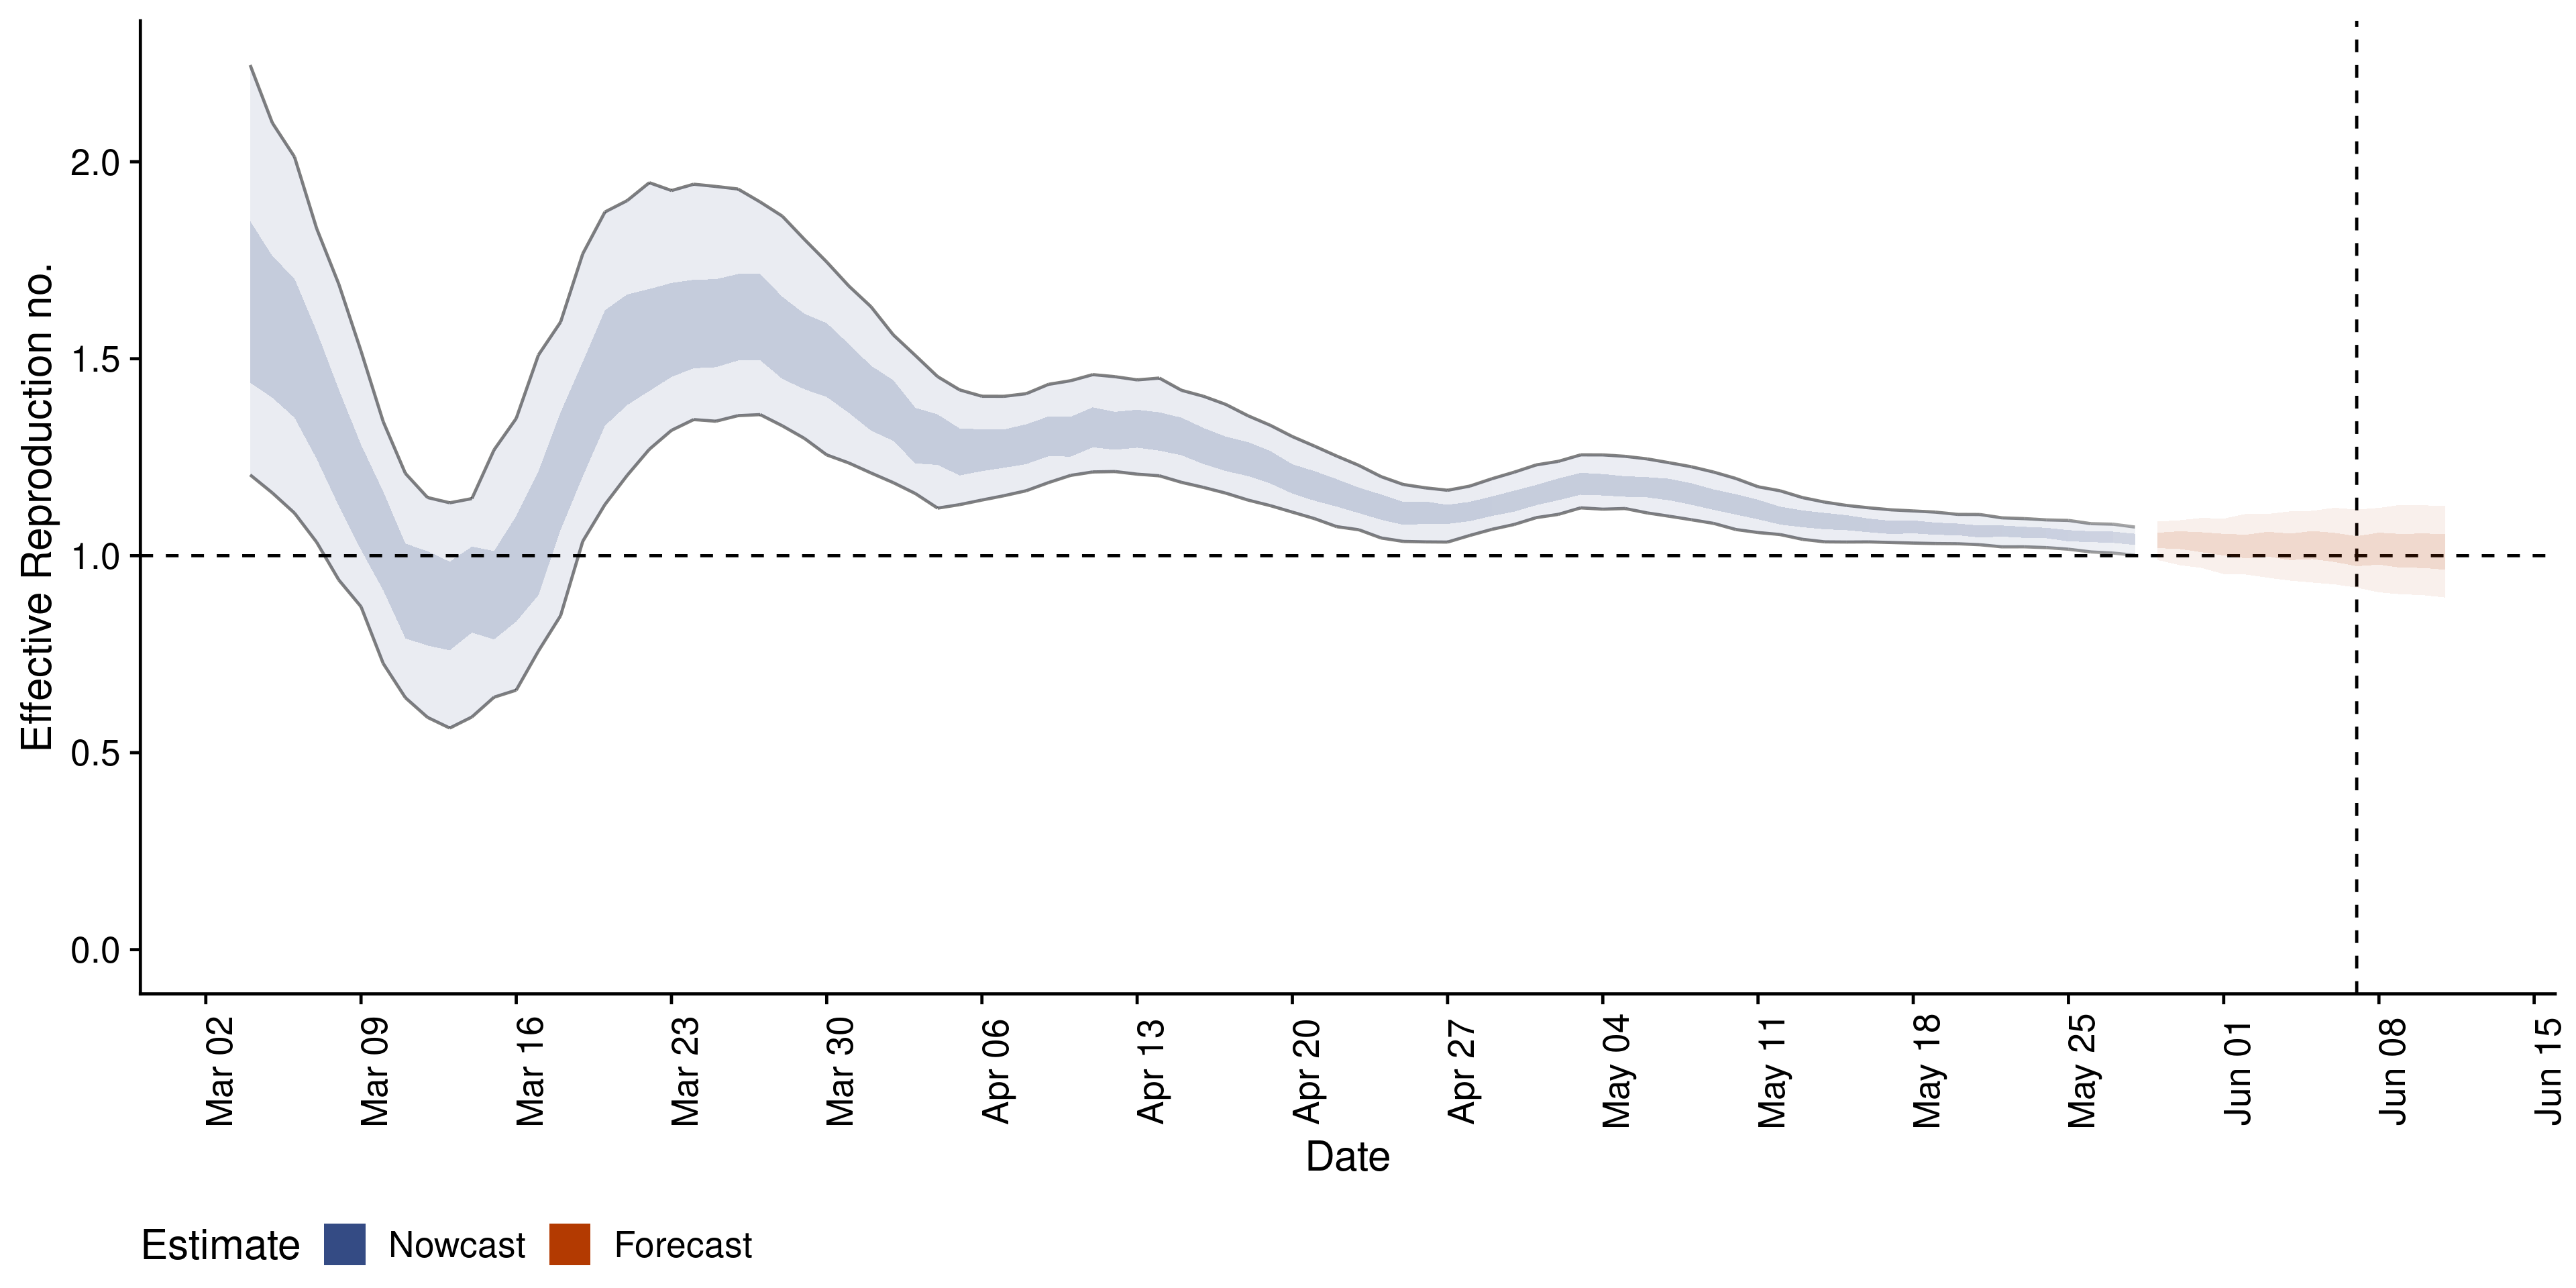 Effective Reproduction no.
2.0
1.5
1.0
0.5
0.0
Mar 02
Mar 09
Mar 16
Mar 23
Mar 30
Apr 06
Apr 13
Apr 20
Apr 27
May 04
May 11
May 18
May 25
Jun 01
Jun 08
Jun 15
Date
Estimate Nowcast Forecast